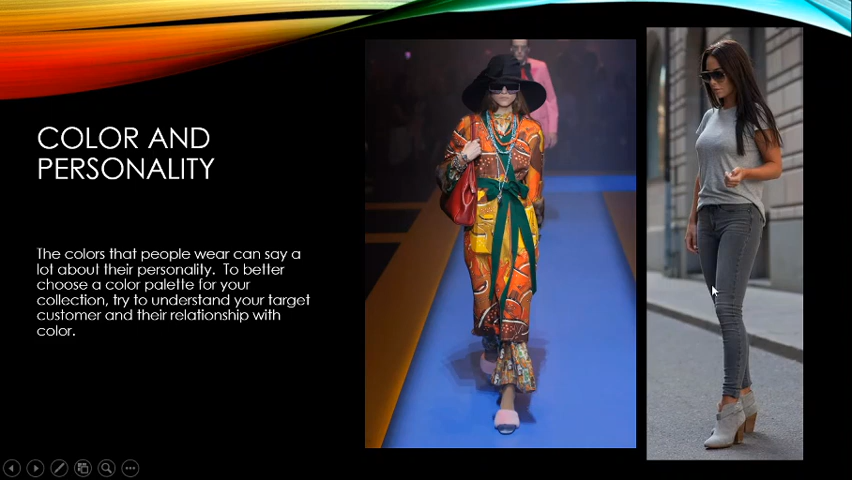 COLOR AND
PERSONALITY
The colors that people wear can say a
lot about their personality.  To better
choose a color palette for your
collection, try to understand your target
customer and their relationship with
color.